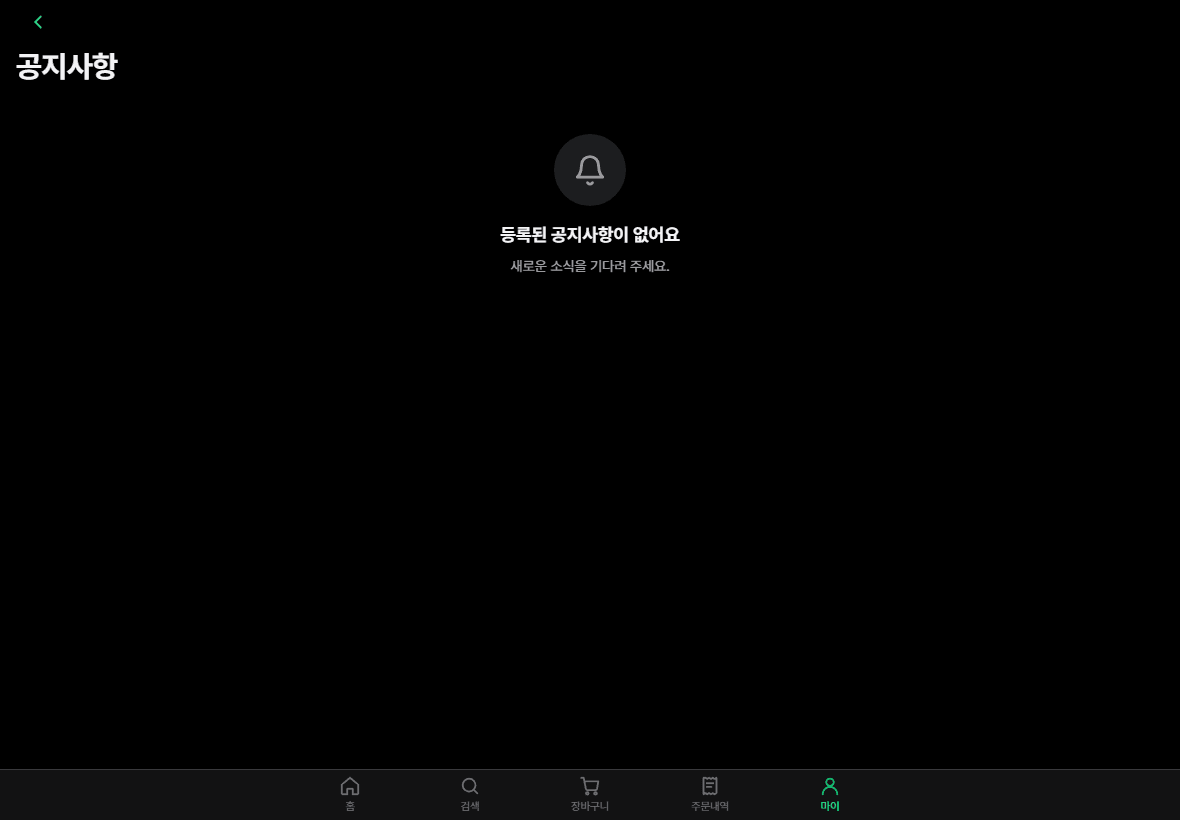 공지사항
등록된 공지사항이 없어요
새로운 소식을 기다려 주세요.
홈
검색
장바구니
주문내역
마이